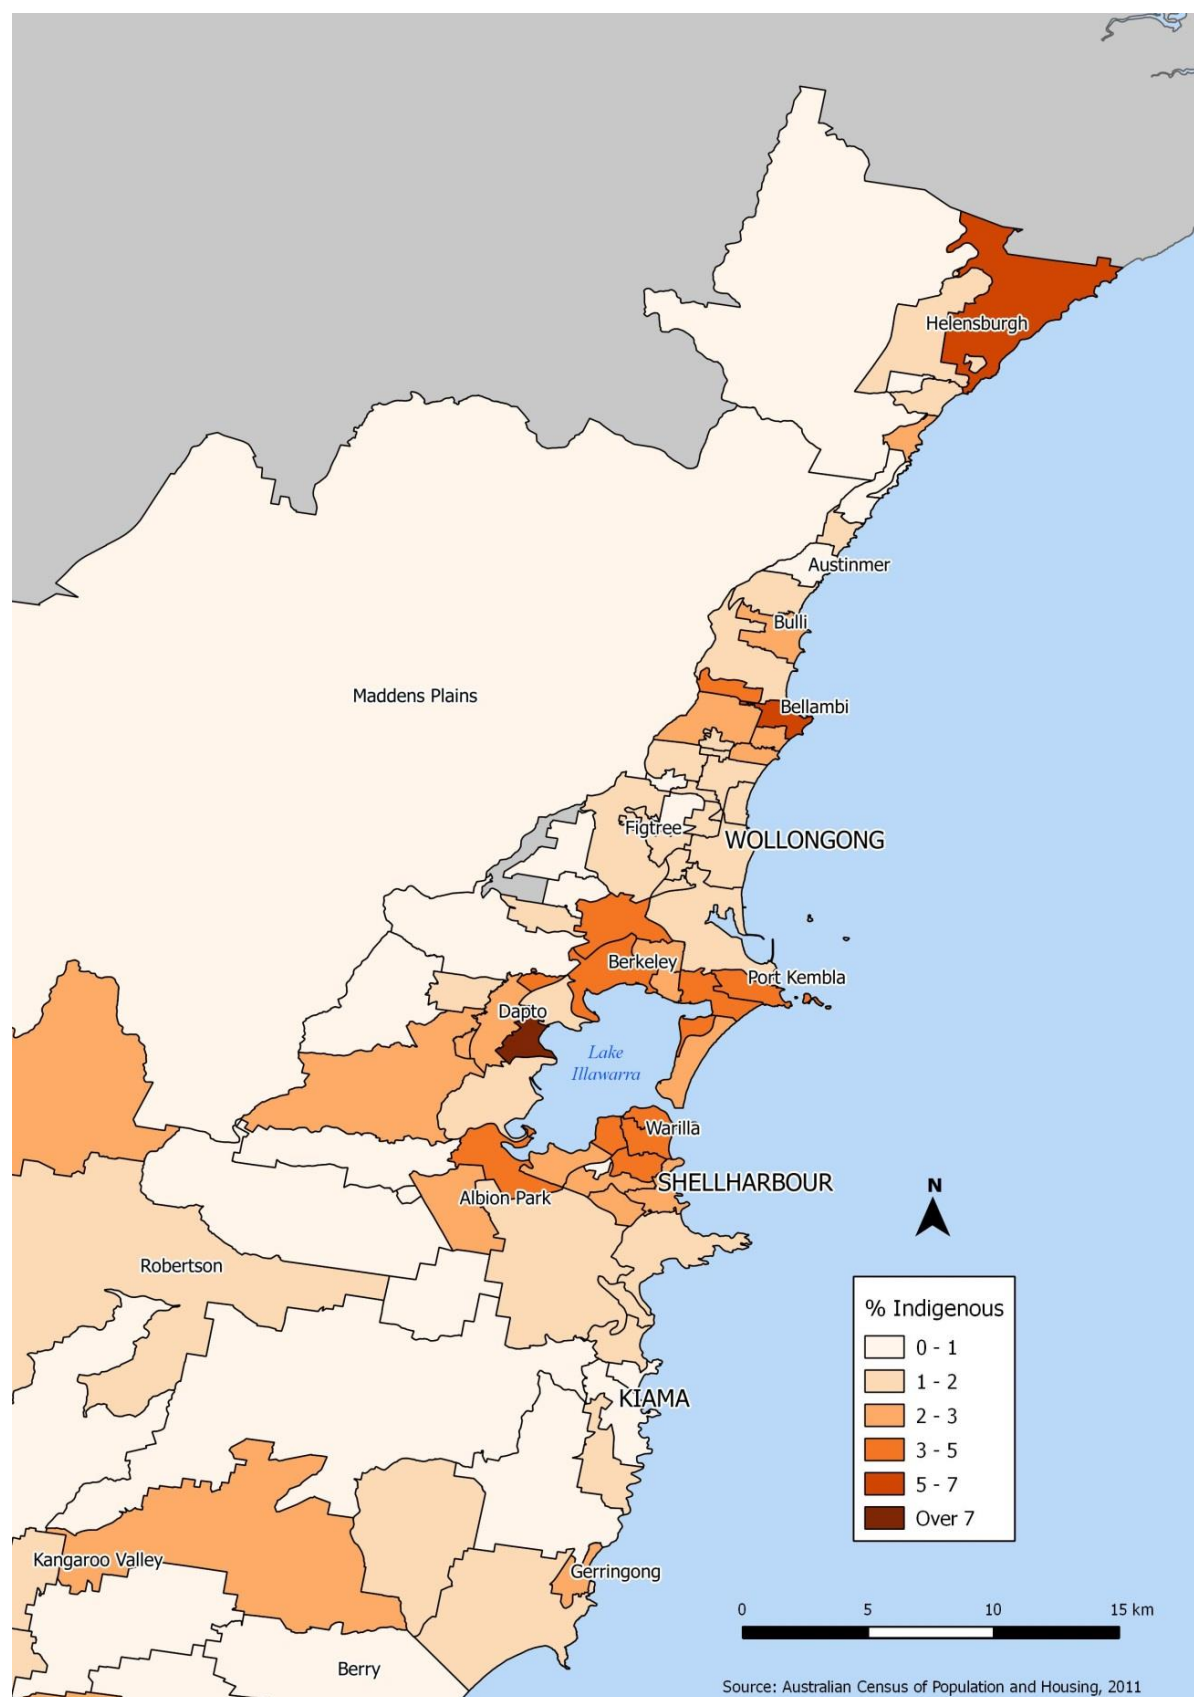 Helensburgh
Austinmer
Bulli
Maddens Plains
Bellambi
Figtree
WOLLONGONG
Berkeley
Port Kembla
Dapto
Lake
Illawarra
Warilla
SHELLHARBOUR
Albion Park
N
Robertson
% Indigenous
0 - 1
1 - 2
2 - 3
3 - 5
5 - 7
Over 7
KIAMA
Kangaroo Valley
Gerringong
0 5 10 15 km
Berry
Source: Australian Census of Population and Housing, 2011